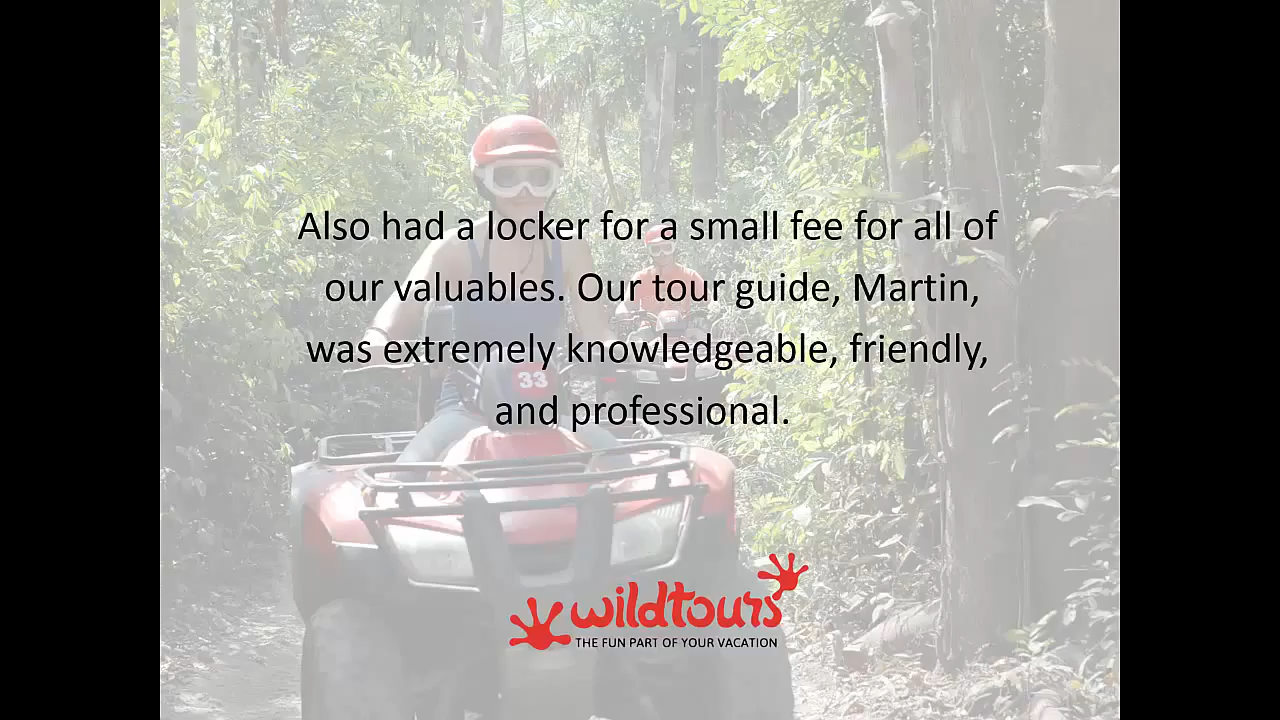 Also had a locker for a small fee for all of
our valuables. Our tour guide, Martin,
was extremely knowledgeable, friendly,
and professional.
33
wildtours
THE FUN PART OF YOUR VACATION